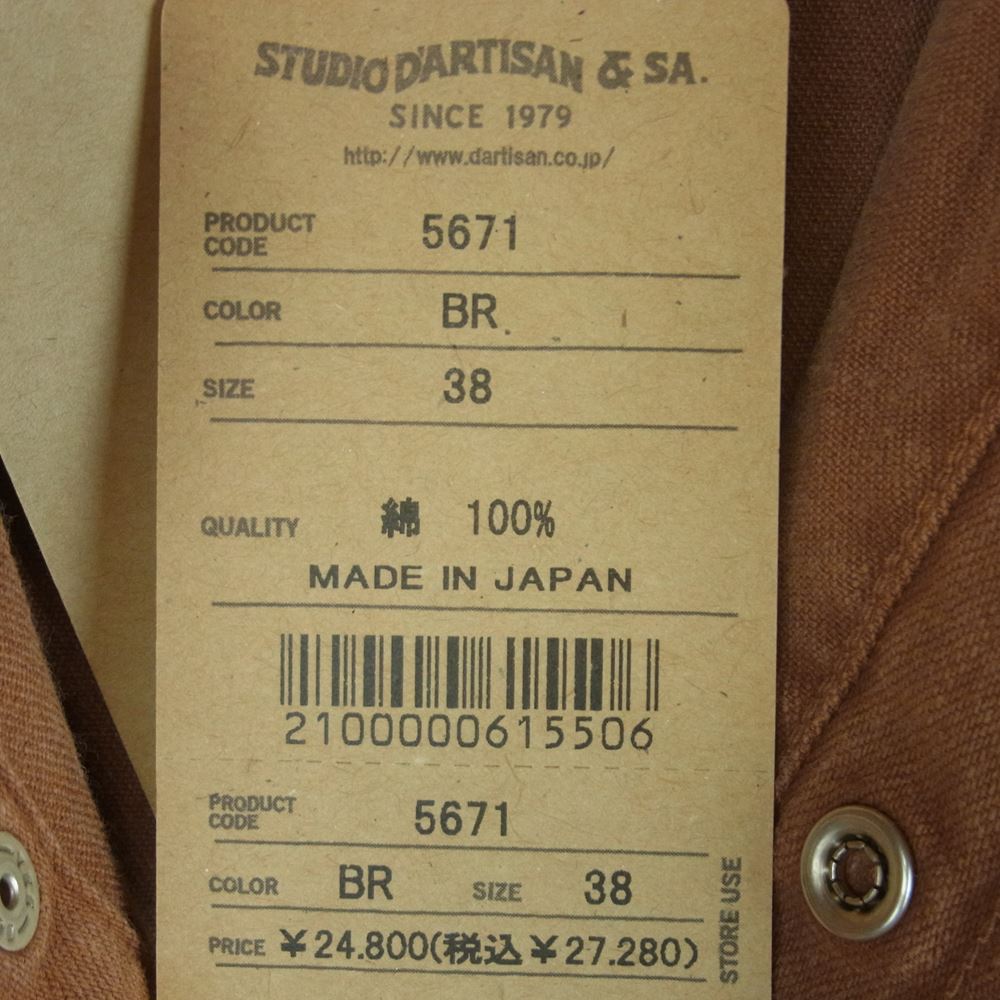 STUDIO D'ARTISAN & SA.
SINCE 1979
http://www.dartisan.co.jp/
PRODUCT CODE 5671
COLOR BR
SIZE 38
QUALITY 綿 100%
MADE IN JAPAN
2100000615506
PRODUCT CODE 5671
COLOR BR SIZE 38
PRICE ¥24.800(税込¥27.280)
STORE USE